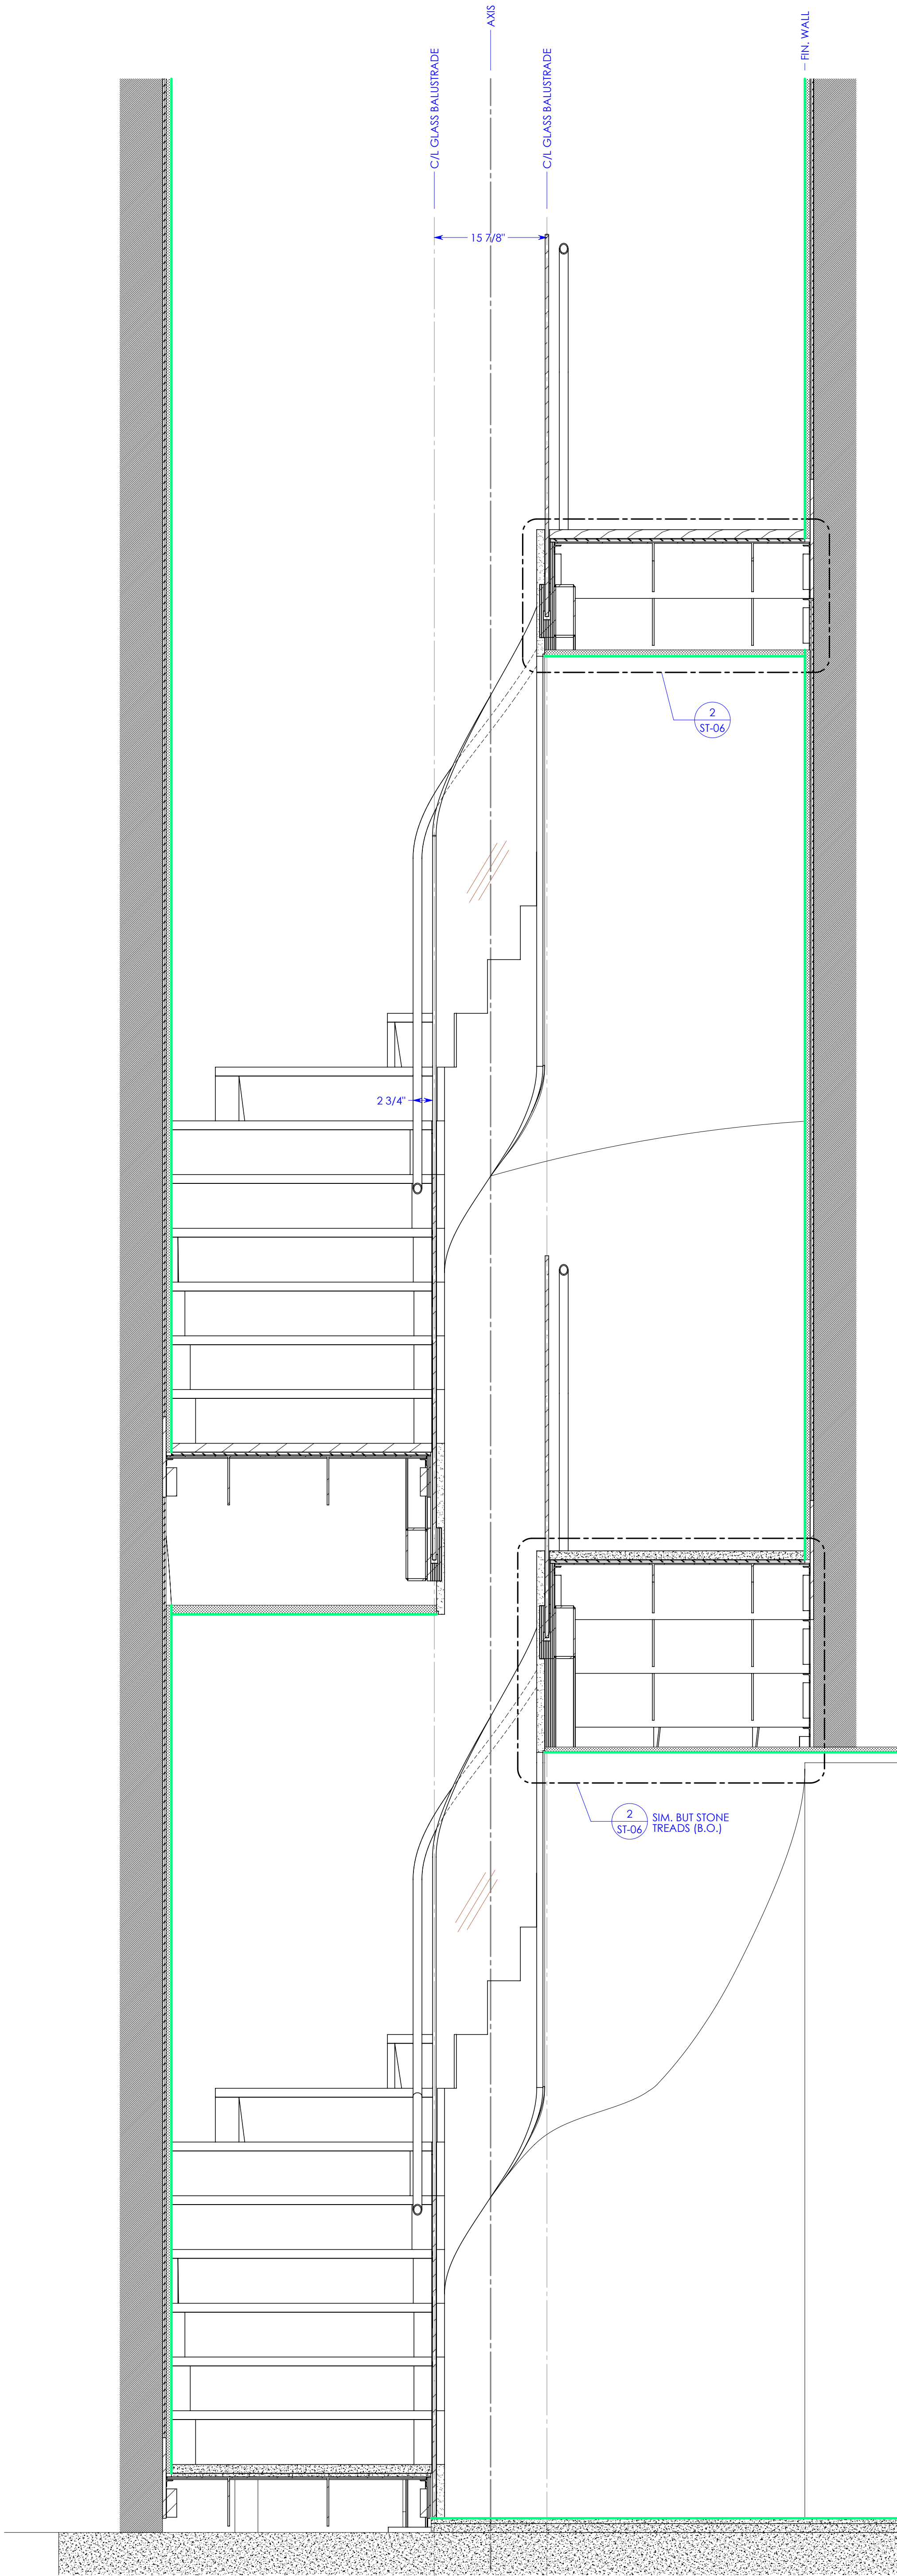 AXIS
FIN. WALL
C/L GLASS BALUSTRADE
C/L GLASS BALUSTRADE
15 7/8"
2
ST-06
2 3/4"
2
ST-06
SIM. BUT STONE
TREADS (B.O.)